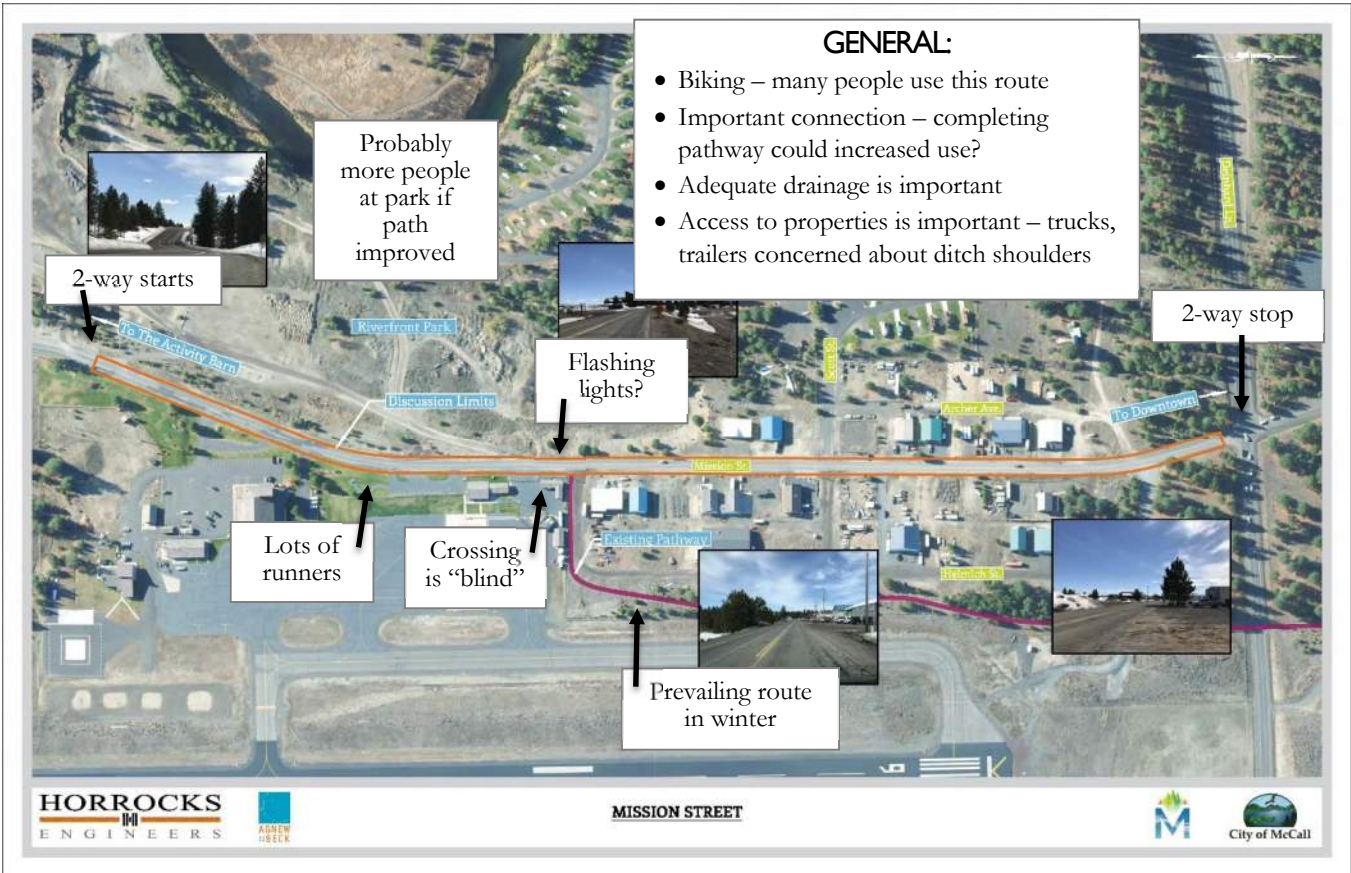 GENERAL:
• Biking – many people use this route
• Important connection – completing
pathway could increased use?
• Adequate drainage is important
• Access to properties is important – trucks,
trailers concerned about ditch shoulders
Probably
more people
at park if
path
improved
2-way starts
2-way stop
To The Activity Barn
Riverfront Park
Flashing
lights?
Discussion Limits
Scott St.
Archer Ave.
To Downtown
Mission St.
Lots of
runners
Crossing
is “blind”
Existing Pathway
Prevailing route
in winter
HORROCKS
ENGINEERS
AGNEW
::BECK
MISSION STREET
M
City of McCall